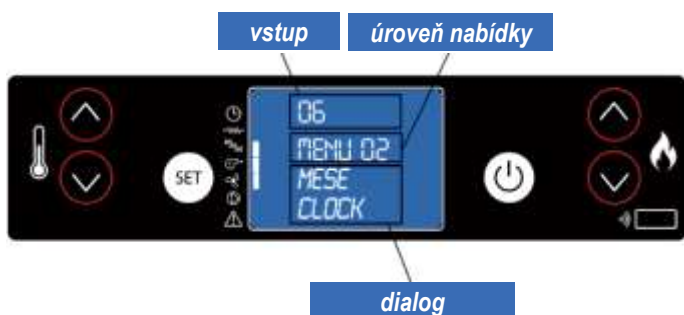 vstup
úroveň nabídky
06
MENU 02
SET
MESE
CLOCK
dialog